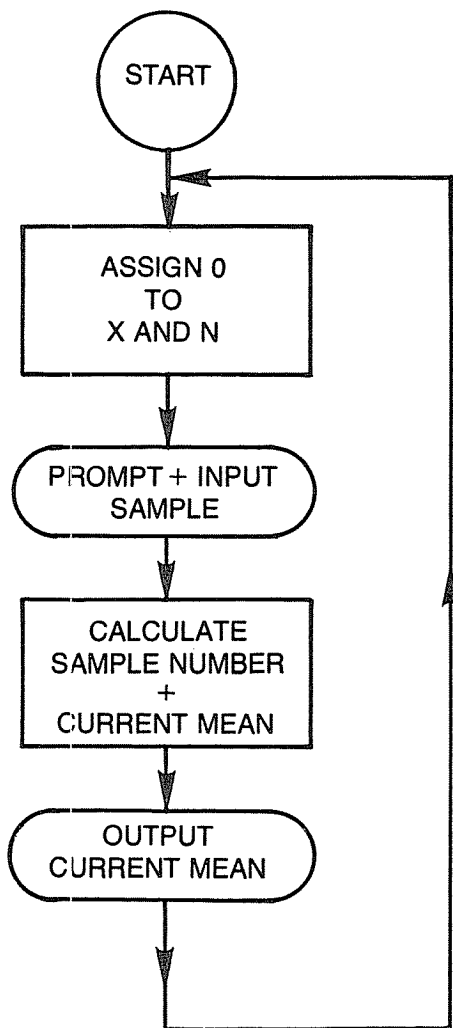 START
ASSIGN 0
TO
X AND N
PROMPT + INPUT
SAMPLE
CALCULATE
SAMPLE NUMBER
+
CURRENT MEAN
OUTPUT
CURRENT MEAN